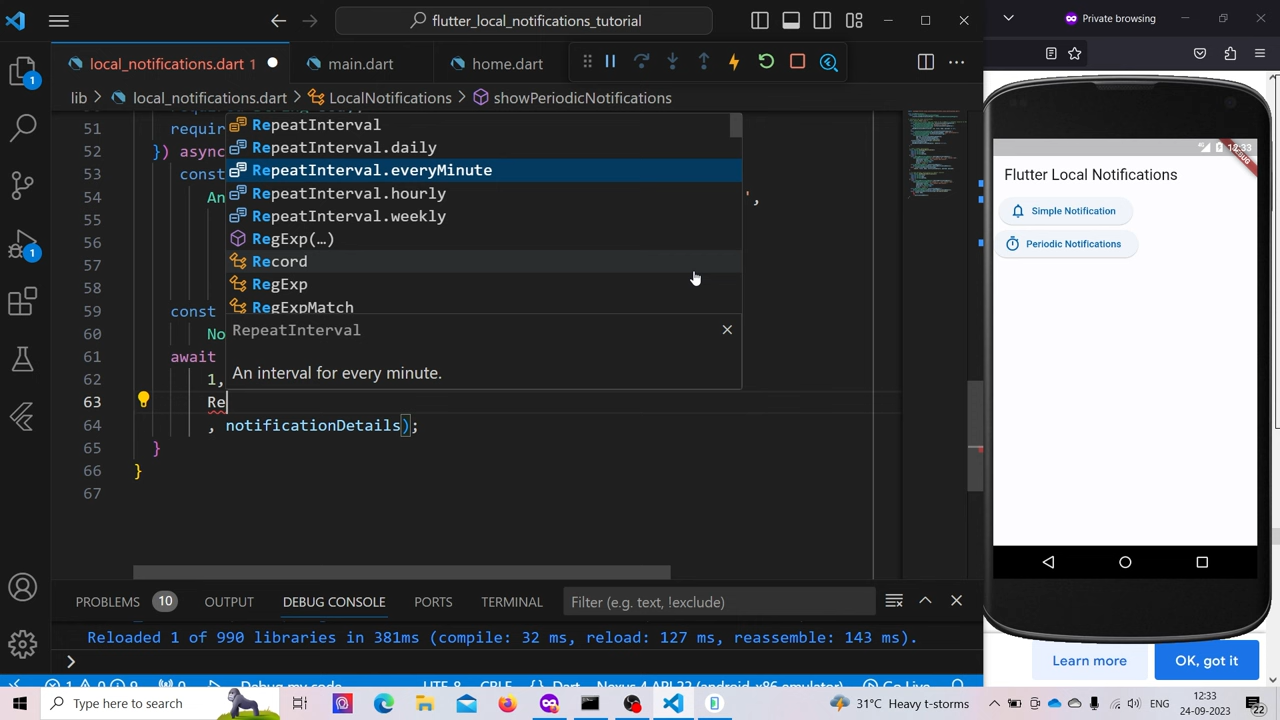 flutter_local_notifications_tutorial
Private browsing
local_notifications.dart 1
main.dart
home.dart
lib > local_notifications.dart > LocalNotifications > showPeriodicNotifications
51 requir
RepeatInterval
52 }) async
RepeatInterval.daily
53 const
RepeatInterval.everyMinute
54 An
RepeatInterval.hourly
',
55
RepeatInterval.weekly
56
RegExp(…)
57
Record
58
RegExp
59 const
RegExpMatch
60 No
RepeatInterval
61 await
62 1,
An interval for every minute.
63 Re
64 , notificationDetails);
65 }
66 }
67
12:33
DEBUG
Flutter Local Notifications
Simple Notification
Periodic Notifications
1
1
PROBLEMS 10 OUTPUT DEBUG CONSOLE PORTS TERMINAL Filter (e.g. text, !exclude)
Reloaded 1 of 990 libraries in 381ms (compile: 32 ms, reload: 127 ms, reassemble: 143 ms).
>
Learn more
OK, got it
Type here to search
31°C Heavy t-storms
ENG
12:33
24-09-2023
22